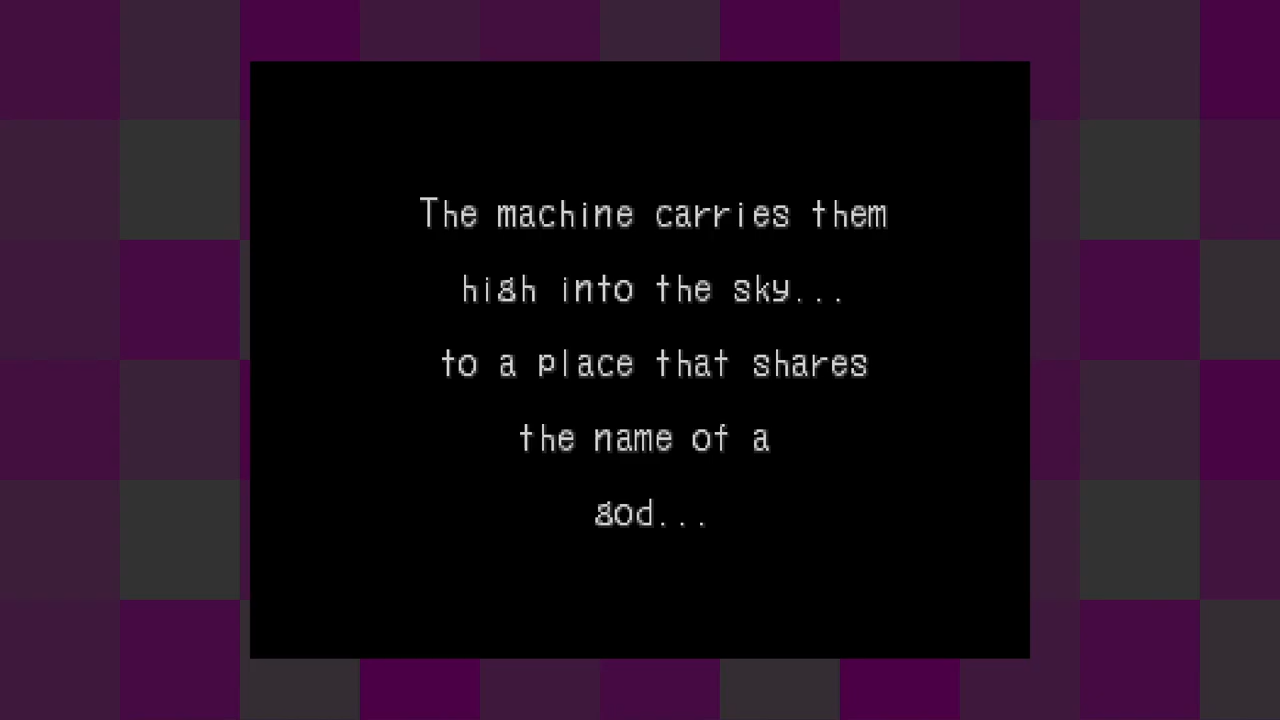 The machine carries them
high into the sky...
to a place that shares
the name of a
god...